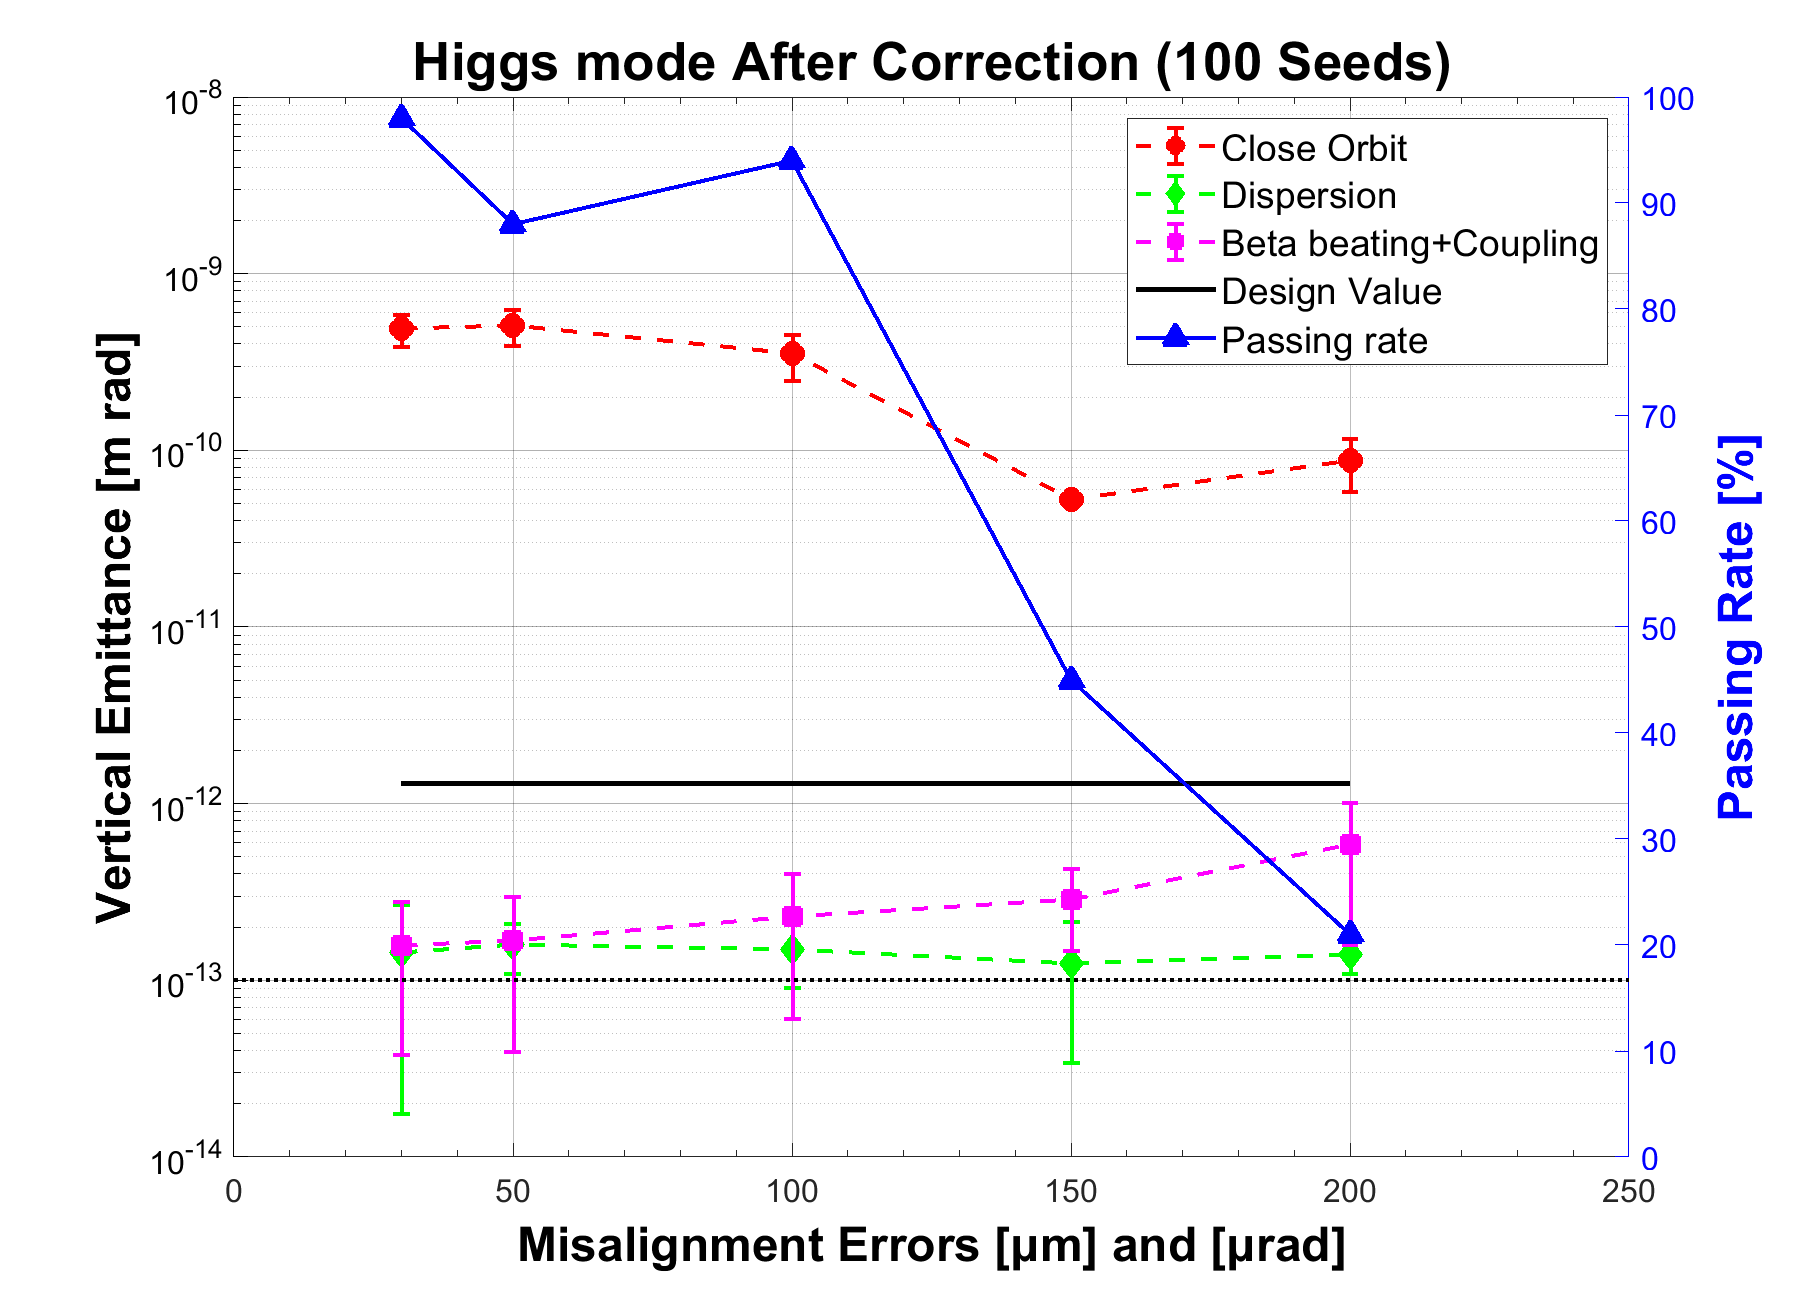 Higgs mode After Correction (100 Seeds)
10-8
10-9
10-10
10-11
10-12
10-13
10-14
Vertical Emittance [m rad]
Close Orbit
Dispersion
Beta beating+Coupling
Design Value
Passing rate
100
90
80
70
60
50
40
30
20
10
0
Passing Rate [%]
0 50 100 150 200 250
Misalignment Errors [µm] and [µrad]